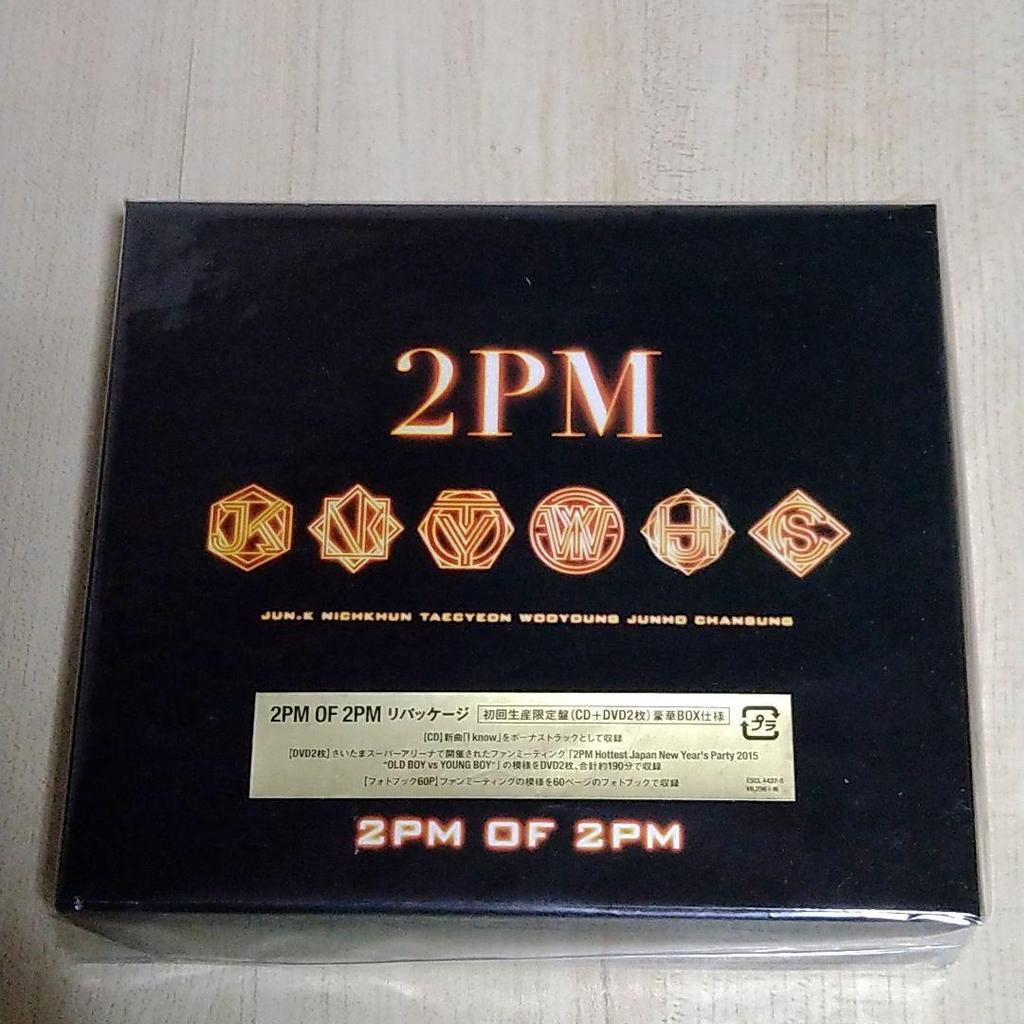 2PM
JK N TY W JH CS
JUN.K NICHKHUN TAECYEON WOOYOUNG JUNHO CHANSUNG
2PM OF 2PM リパッケージ 初回生産限定盤(CD+DVD2枚)豪華BOX仕様
プラ
【CD】新曲「I know」をボーナストラックとして収録
【DVD2枚】さいたまスーパーアリーナで開催されたファンミーティング「2PM Hottest Japan New Year's Party 2015
"OLD BOY vs YOUNG BOY"」の模様をDVD2枚、合計約190分で収録
【フォトブック60P】ファンミーティングの模様を60ページのフォトブックで収録
2PM OF 2PM